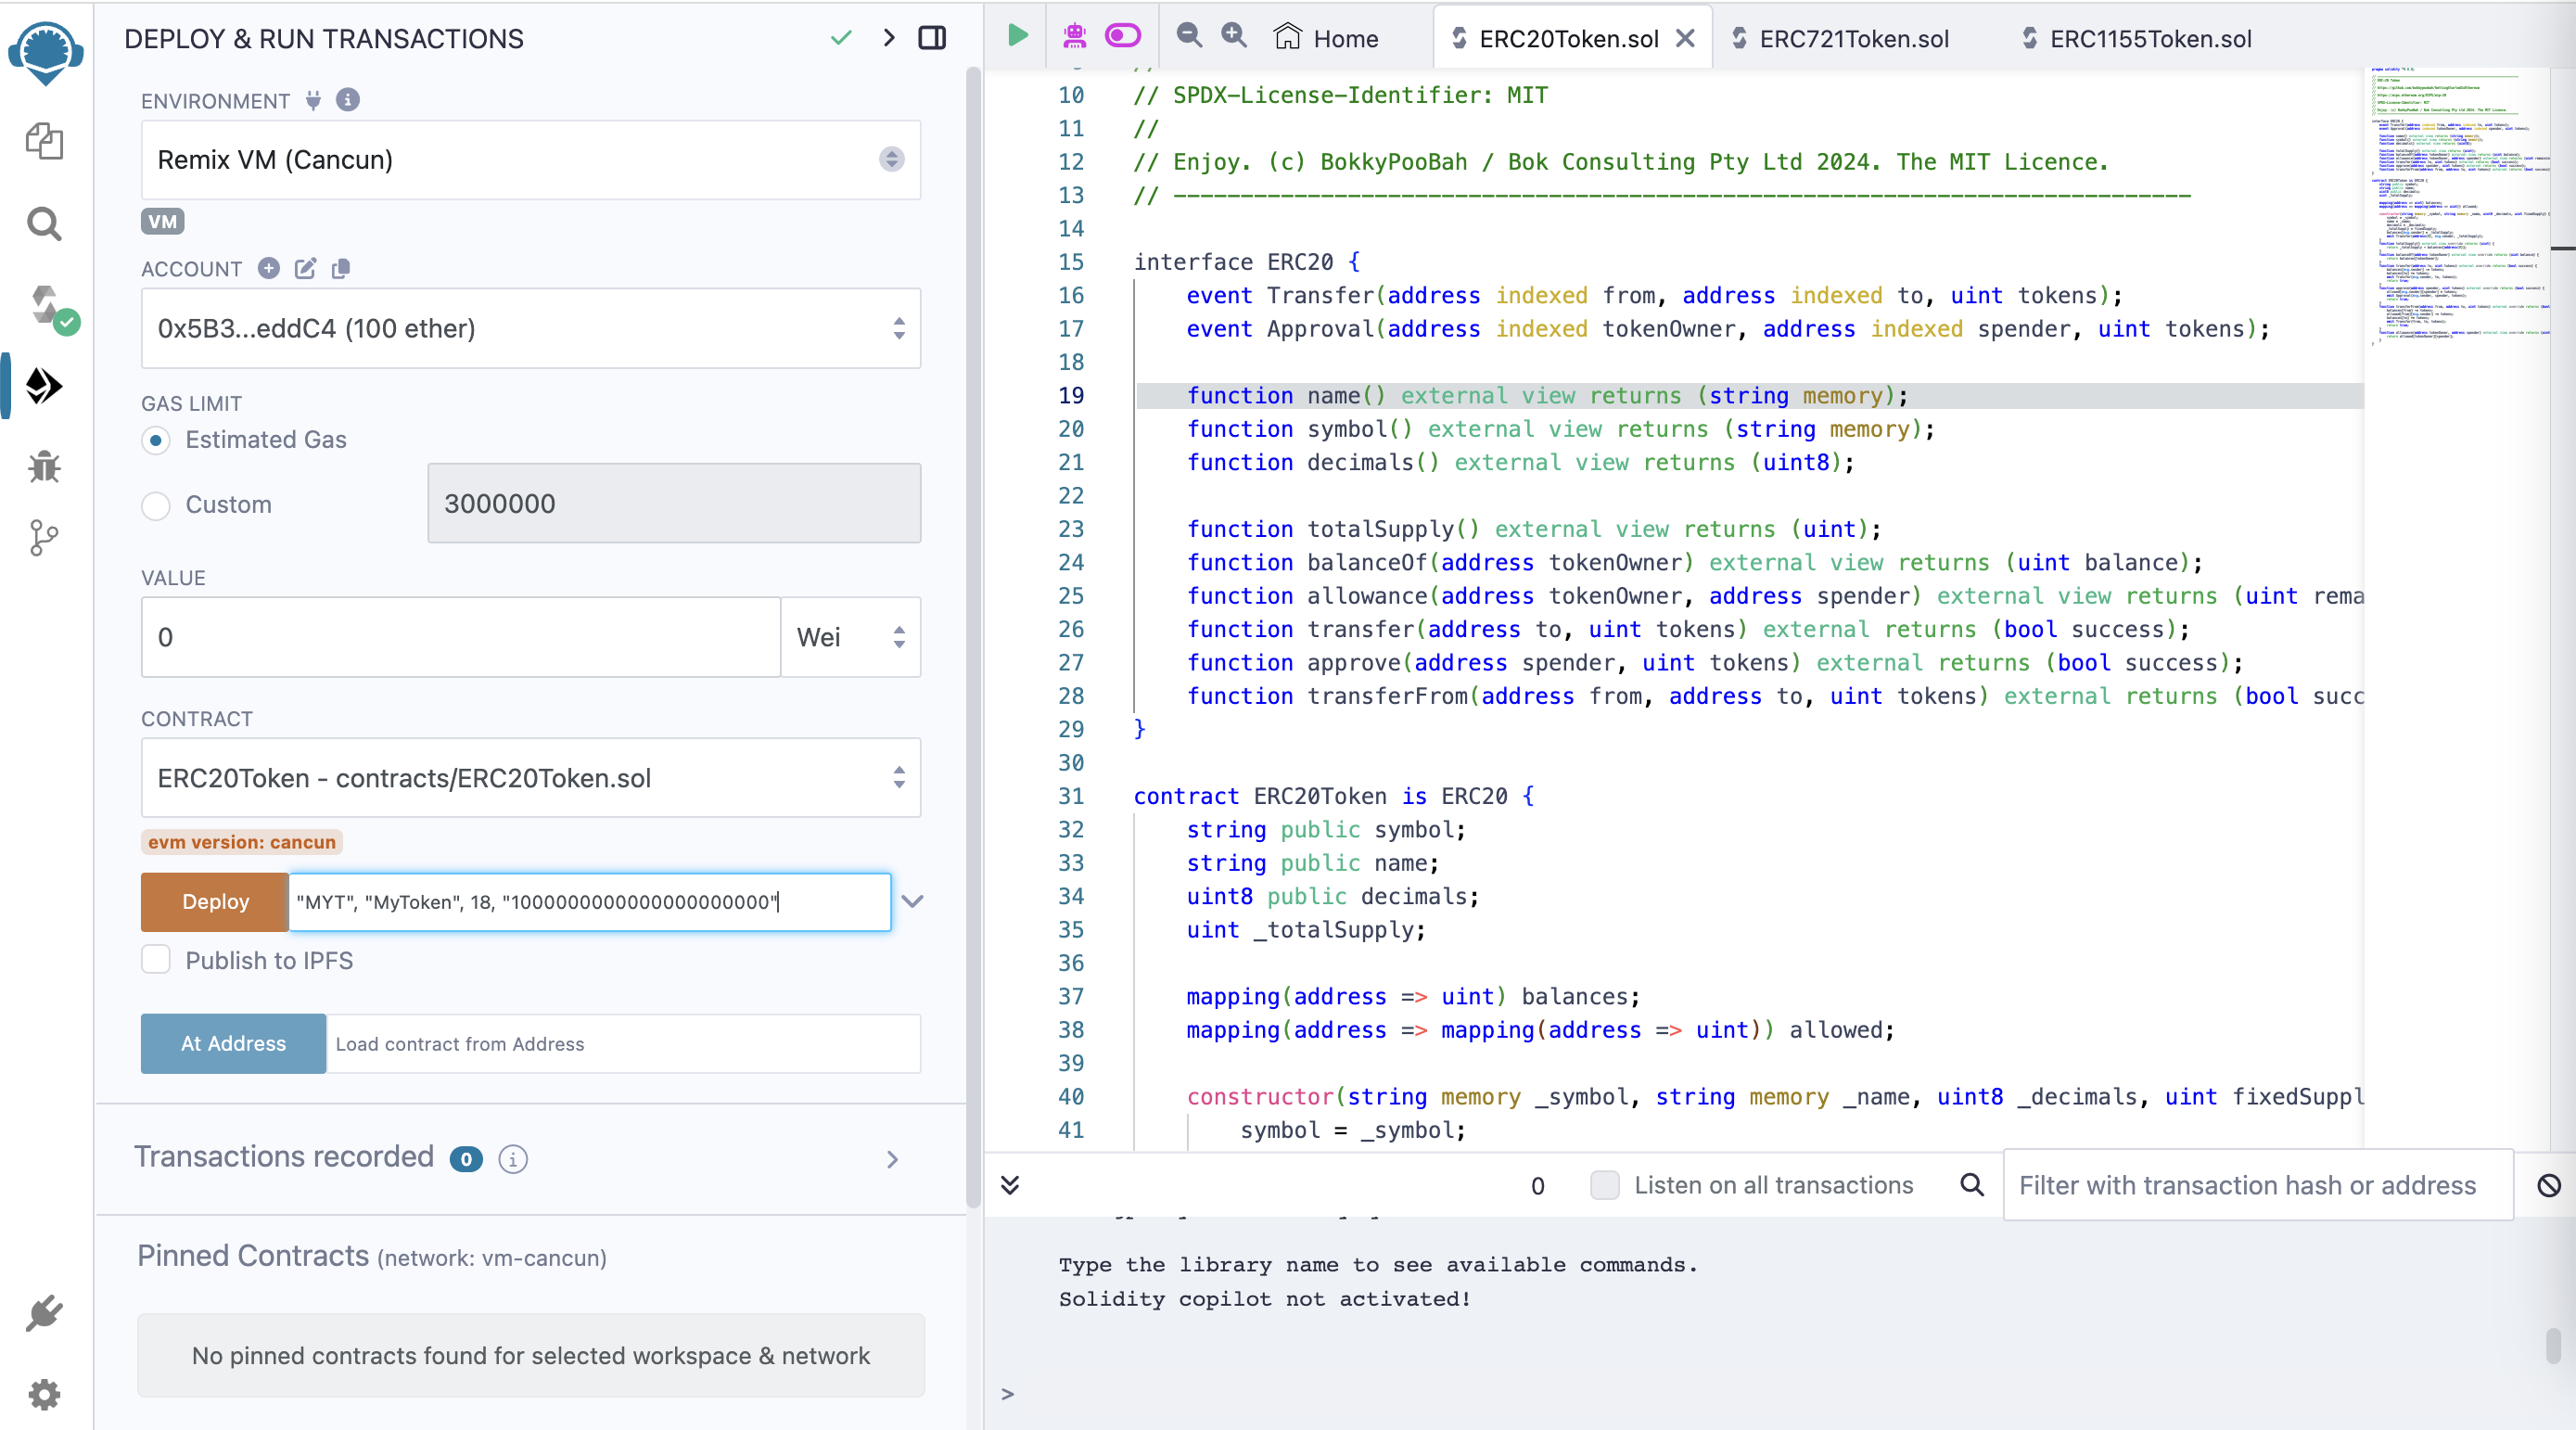 DEPLOY & RUN TRANSACTIONS
ENVIRONMENT
Remix VM (Cancun)
VM
ACCOUNT
0x5B3...eddC4 (100 ether)
GAS LIMIT
Estimated Gas
Custom
3000000
VALUE
0
Wei
CONTRACT
ERC20Token - contracts/ERC20Token.sol
evm version: cancun
Deploy
"MYT", "MyToken", 18, "1000000000000000000000"
Publish to IPFS
At Address
Load contract from Address
Transactions recorded 0
Pinned Contracts (network: vm-cancun)
No pinned contracts found for selected workspace & network
Home
ERC20Token.sol
ERC721Token.sol
ERC1155Token.sol
10 // SPDX-License-Identifier: MIT
11 //
12 // Enjoy. (c) BokkyPooBah / Bok Consulting Pty Ltd 2024. The MIT Licence.
13 // ----------------------------------------------------------------------------
14
15 interface ERC20 {
16 event Transfer(address indexed from, address indexed to, uint tokens);
17 event Approval(address indexed tokenOwner, address indexed spender, uint tokens);
18
19 function name() external view returns (string memory);
20 function symbol() external view returns (string memory);
21 function decimals() external view returns (uint8);
22
23 function totalSupply() external view returns (uint);
24 function balanceOf(address tokenOwner) external view returns (uint balance);
25 function allowance(address tokenOwner, address spender) external view returns (uint rema
26 function transfer(address to, uint tokens) external returns (bool success);
27 function approve(address spender, uint tokens) external returns (bool success);
28 function transferFrom(address from, address to, uint tokens) external returns (bool succ
29 }
30
31 contract ERC20Token is ERC20 {
32 string public symbol;
33 string public name;
34 uint8 public decimals;
35 uint _totalSupply;
36
37 mapping(address => uint) balances;
38 mapping(address => mapping(address => uint)) allowed;
39
40 constructor(string memory _symbol, string memory _name, uint8 _decimals, uint fixedSuppl
41 symbol = _symbol;
0
Listen on all transactions
Filter with transaction hash or address
Type the library name to see available commands.
Solidity copilot not activated!
>